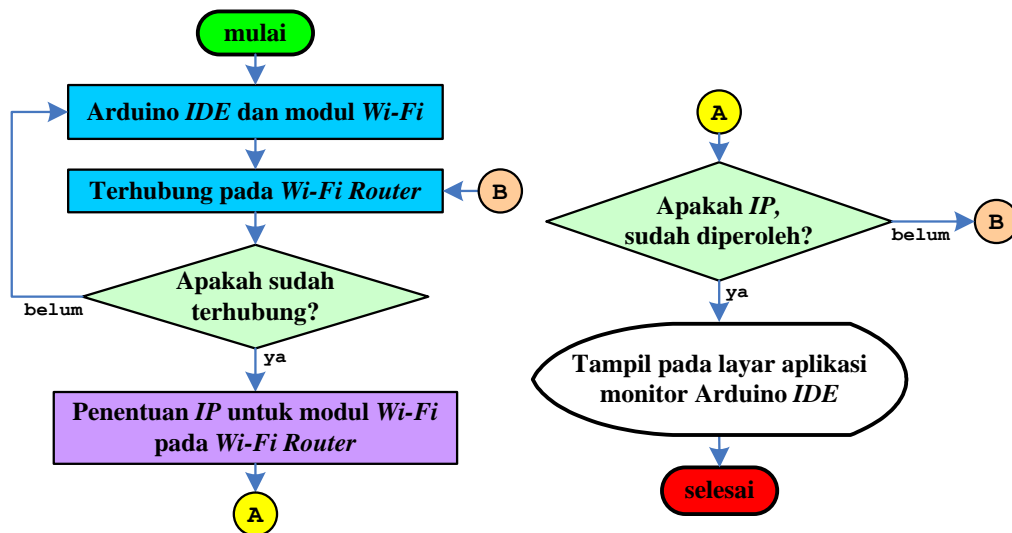 mulai
Arduino IDE dan modul Wi-Fi
Terhubung pada Wi-Fi Router
B
Apakah sudah
terhubung?
belum
ya
Penentuan IP untuk modul Wi-Fi
pada Wi-Fi Router
A
A
Apakah IP,
sudah diperoleh?
belum
B
ya
Tampil pada layar aplikasi
monitor Arduino IDE
selesai